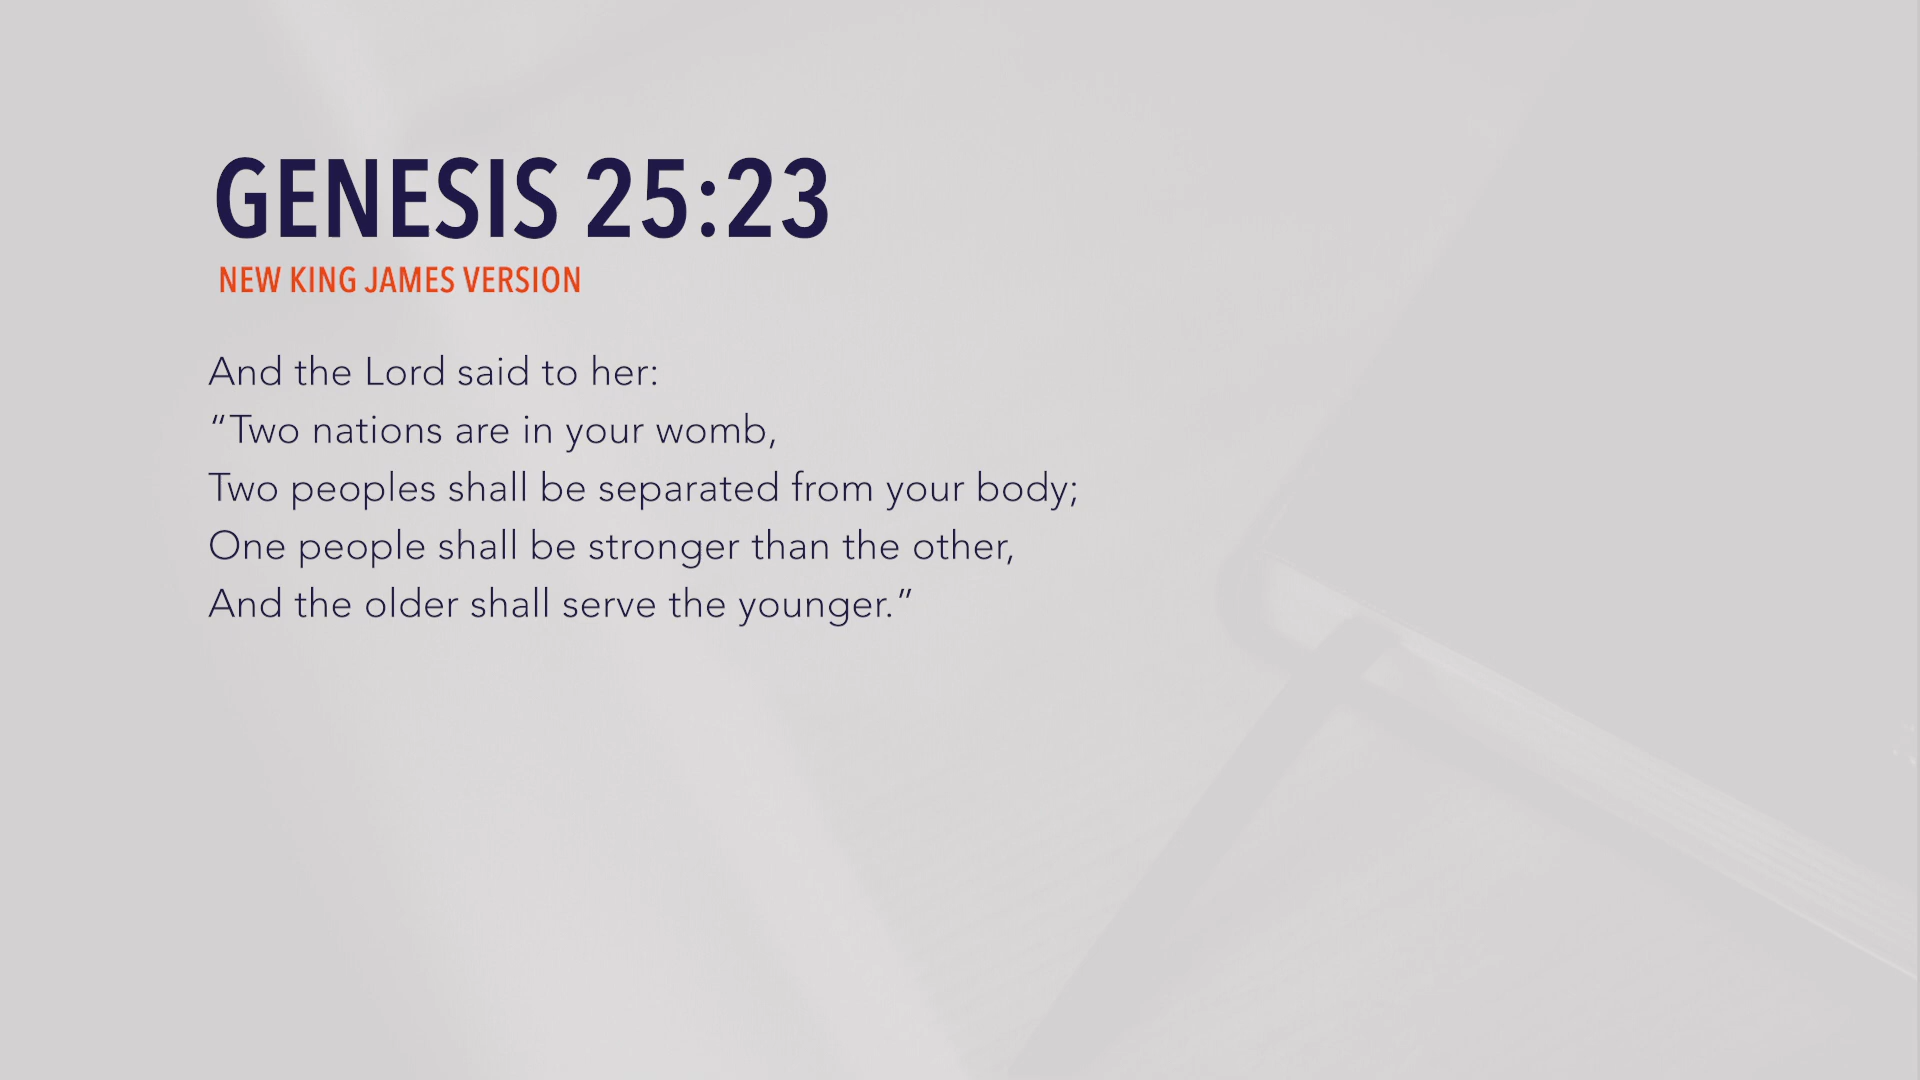 GENESIS 25:23
NEW KING JAMES VERSION
And the Lord said to her:
“Two nations are in your womb,
Two peoples shall be separated from your body;
One people shall be stronger than the other,
And the older shall serve the younger.”